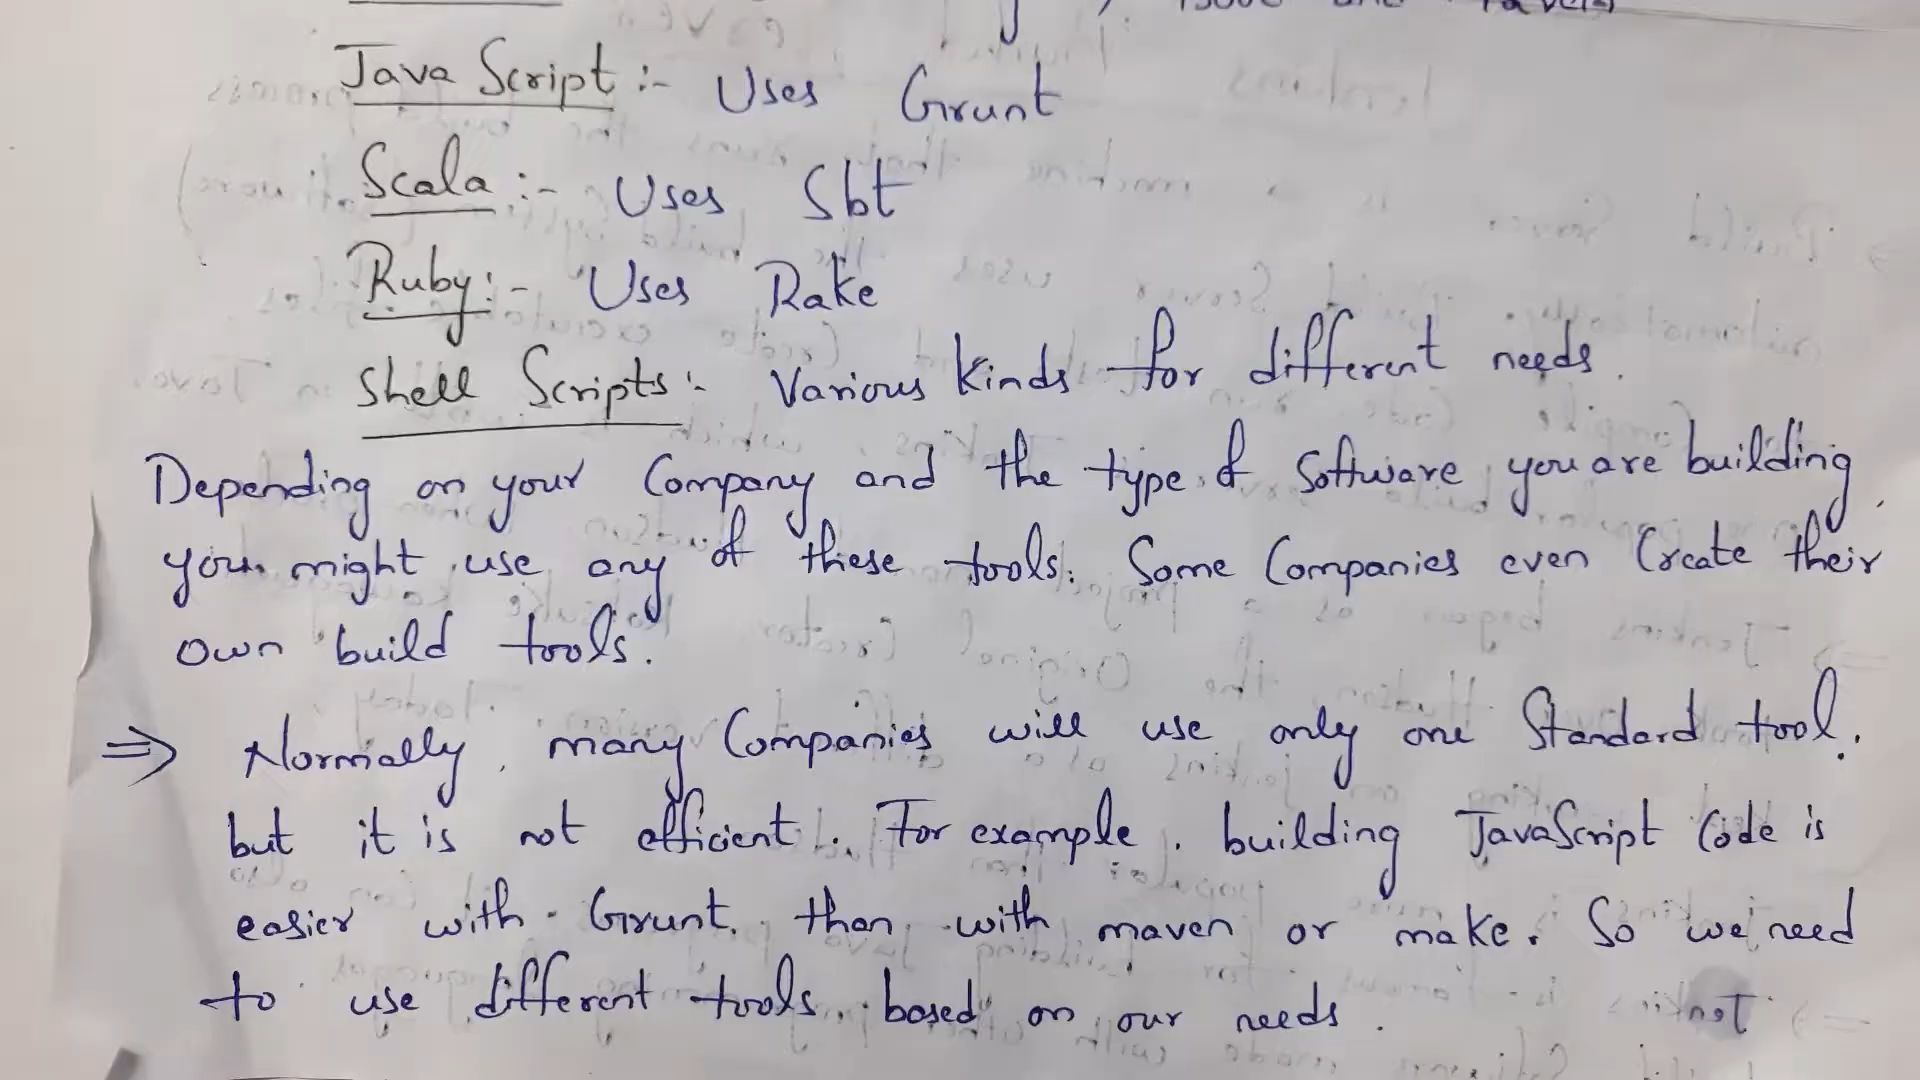 Java Script :- Uses Grunt
Scala :- Uses Sbt
Ruby :- Uses Rake
Shell Scripts :- Various kinds for different needs.
Depending on your Company and the type of Software you are building,
you might use any of these tools. Some Companies even Create their
own build tools.
⇒ Normally, many Companies will use only one Standard tool.
but it is not efficient. For example, building JavaScript Code is
easier with Grunt, than with maven or make. So we need
to use different tools based on our needs.